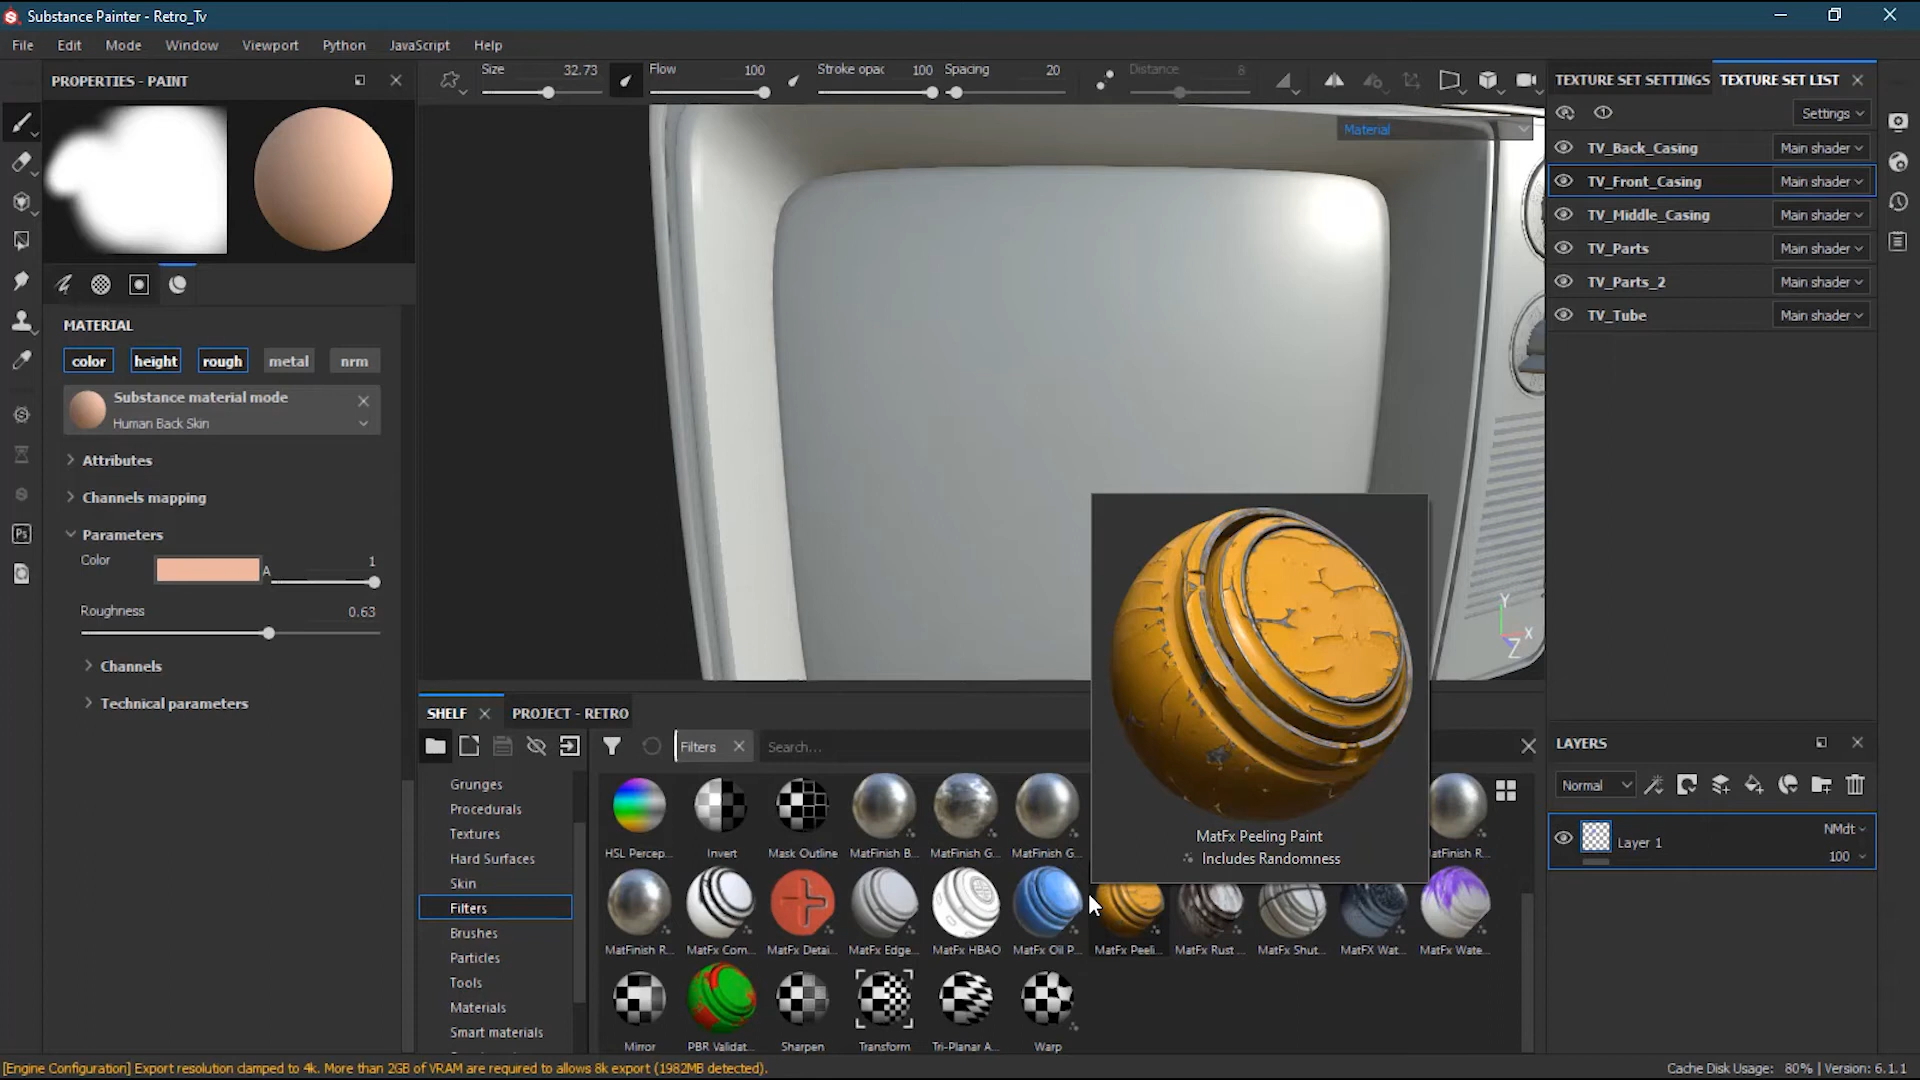 Substance Painter - Retro_Tv
File Edit Mode Window Viewport Python JavaScript Help
PROPERTIES - PAINT
Size 32.73 Flow 100 Stroke opac 100 Spacing 20 Distance 8
TEXTURE SET SETTINGS TEXTURE SET LIST
Settings
Material
TV_Back_Casing Main shader
TV_Front_Casing Main shader
TV_Middle_Casing Main shader
TV_Parts Main shader
TV_Parts_2 Main shader
TV_Tube Main shader
MATERIAL
color height rough metal nrm
Substance material mode
Human Back Skin
Attributes
Channels mapping
Parameters
Color A 1
Roughness 0.63
Channels
Technical parameters
Ps
Y
X
Z
SHELF PROJECT - RETRO
Filters Search...
Grunges
Procedurals
Textures
Hard Surfaces
Skin
Filters
Brushes
Particles
Tools
Materials
Smart materials
HSL Percep... Invert Mask Outline MatFinish B... MatFinish G... MatFinish G...
MatFinish R... MatFx Com... MatFx Detai... MatFx Edge... MatFx HBAO MatFx Oil P... MatFx Peeli... MatFx Rust ... MatFx Shut... MatFX Wat... MatFx Wate...
Mirror PBR Validat... Sharpen Transform Tri-Planar A... Warp
MatFx Peeling Paint
Includes Randomness
LAYERS
Normal
Layer 1 NMdt
100
[Engine Configuration] Export resolution clamped to 4k. More than 2GB of VRAM are required to allows 8k export (1982MB detected).
Cache Disk Usage: 80% | Version: 6.1.1